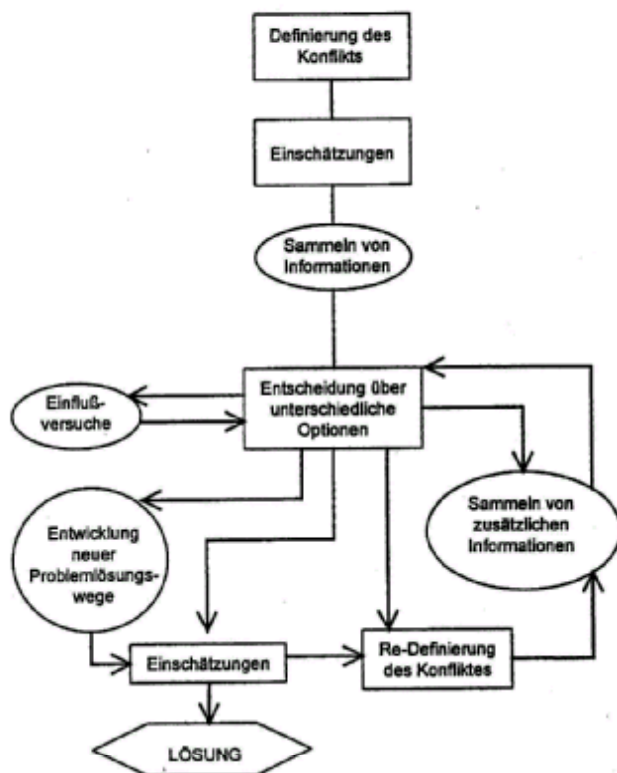 Definierung des
Konflikts
Einschätzungen
Sammeln von
Informationen
Entscheidung über
unterschiedliche
Optionen
Einfluß-
versuche
Sammeln von
zusätzlichen
Informationen
Entwicklung
neuer
Problemlösungs-
wege
Einschätzungen
Re-Definierung
des Konfliktes
LÖSUNG